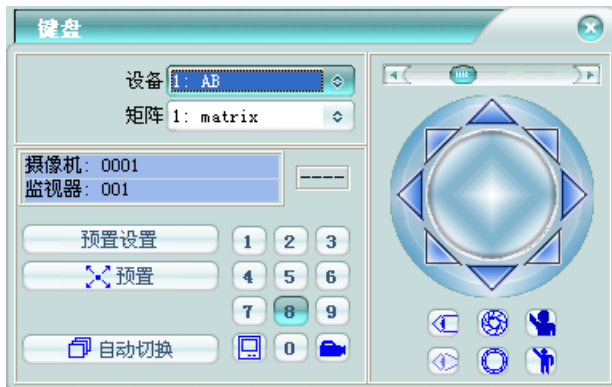 键盘
设备 1: AB
矩阵 1: matrix
摄像机: 0001
监视器: 001
----
预置设置 1 2 3
预置 4 5 6
7 8 9
自动切换 0